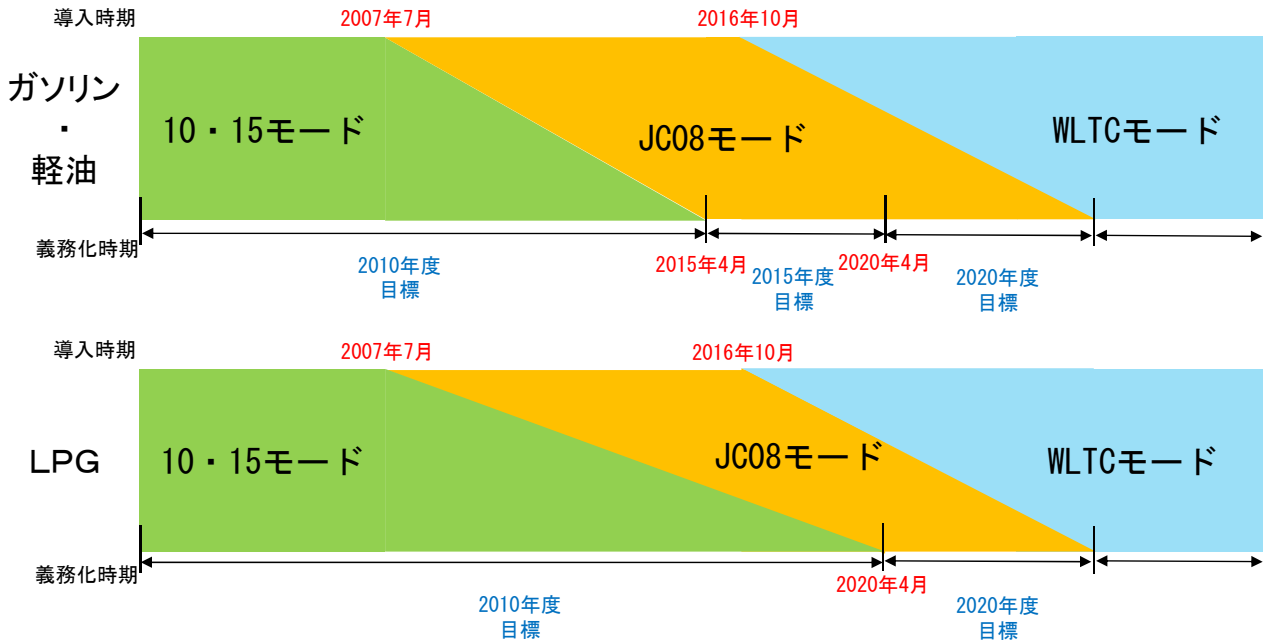 導入時期
2007年7月
2016年10月
ガソリン
・
軽油
10・15モード
JC08モード
WLTCモード
義務化時期
2015年4月
2020年4月
2010年度
目標
2015年度
目標
2020年度
目標
導入時期
2007年7月
2016年10月
LPG
10・15モード
JC08モード
WLTCモード
義務化時期
2020年4月
2010年度
目標
2020年度
目標